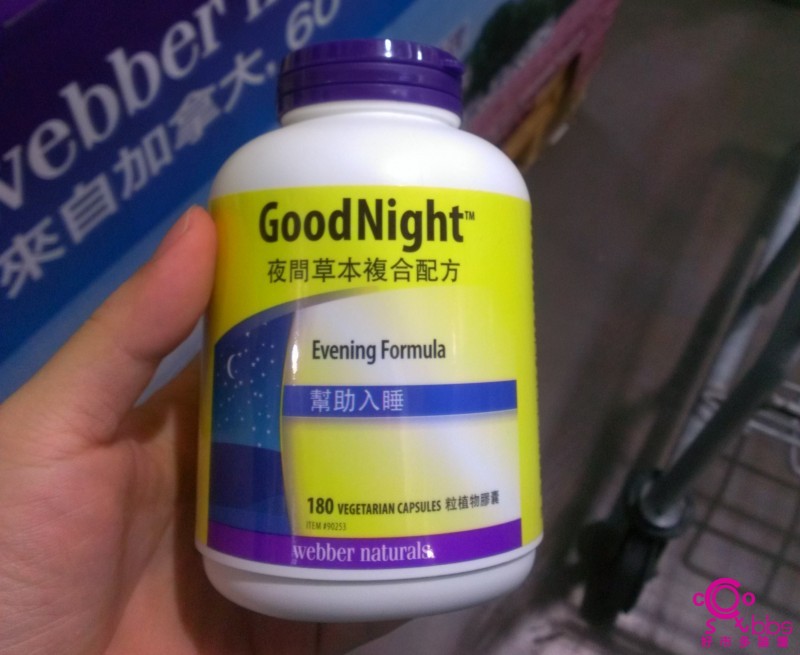 webber n
來自加拿大, 60
GoodNight™
夜間草本複合配方
Evening Formula
幫助入睡
180 VEGETARIAN CAPSULES 粒植物膠囊
ITEM #90253
webber naturals